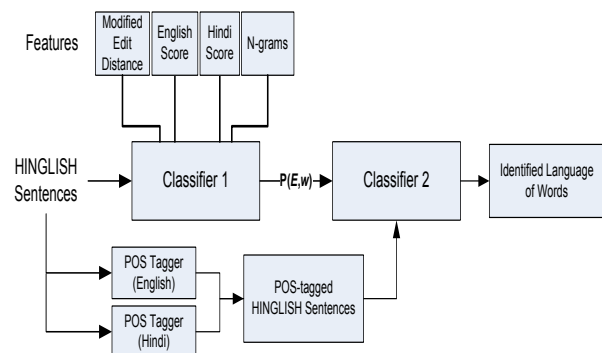 Features
Modified
Edit
Distance
English
Score
Hindi
Score
N-grams
HINGLISH
Sentences
Classifier 1
P(E,w)
Classifier 2
Identified Language
of Words
POS Tagger
(English)
POS Tagger
(Hindi)
POS-tagged
HINGLISH Sentences